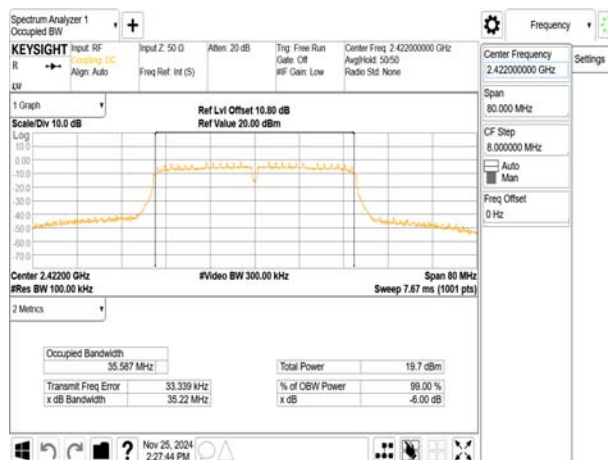 Spectrum Analyzer 1
Occupied BW
Frequency
KEYSIGHT
R
Input: RF
Coupling: DC
Align: Auto
Input Z: 50 Ω
Freq Ref: Int (S)
Atten: 20 dB
Trig: Free Run
Gate: Off
#IF Gain: Low
Center Freq: 2.422000000 GHz
Avg|Hold: 50/50
Radio Std: None
Center Frequency
2.422000000 GHz
Settings
Span
80.000 MHz
CF Step
8.000000 MHz
Auto
Man
Freq Offset
0 Hz
1 Graph
Scale/Div 10.0 dB
Ref Lvl Offset 10.80 dB
Ref Value 20.00 dBm
Log
10.0
0.00
-10.0
-20.0
-30.0
-40.0
-50.0
-60.0
-70.0
Center 2.42200 GHz
#Res BW 100.00 kHz
#Video BW 300.00 kHz
Span 80 MHz
Sweep 7.67 ms (1001 pts)
2 Metrics
Occupied Bandwidth
35.587 MHz
Transmit Freq Error 33.339 kHz
x dB Bandwidth 35.22 MHz
Total Power 19.7 dBm
% of OBW Power 99.00 %
x dB -6.00 dB
Nov 25, 2024
2:27:44 PM